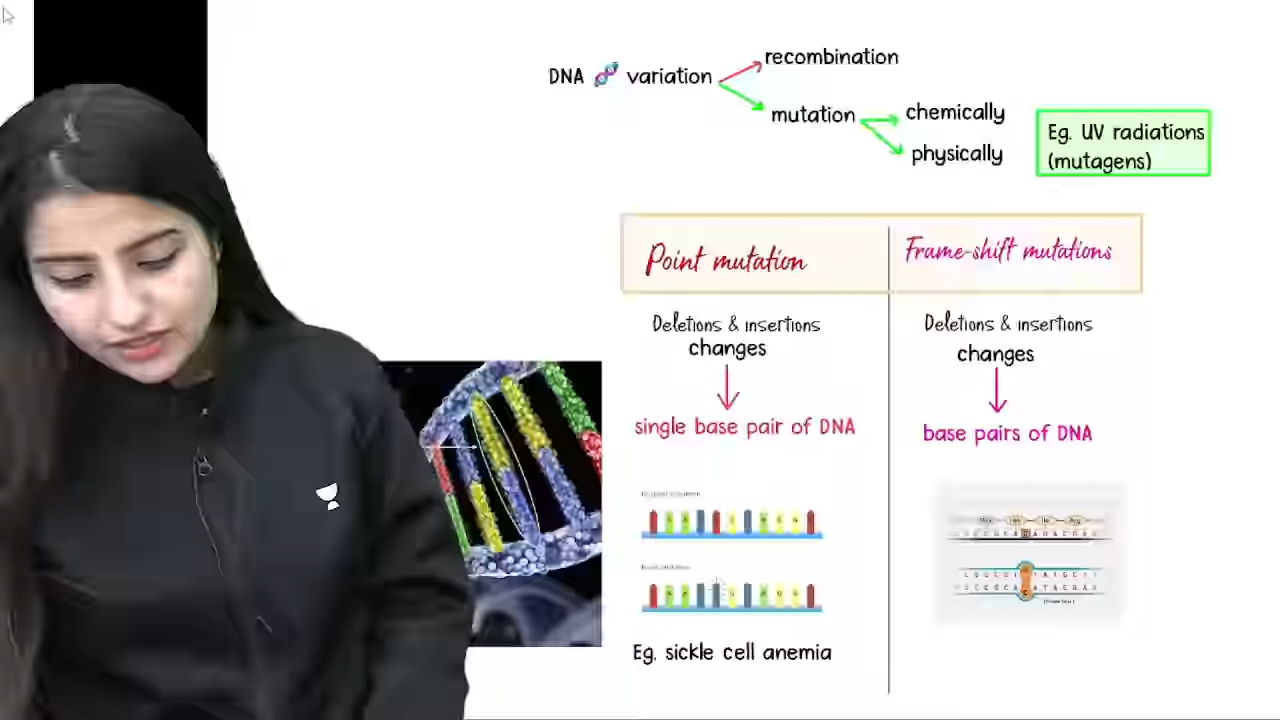 recombination
DNA variation
mutation
chemically
physically
Eg. UV radiations
(mutagens)
Point mutation
Frame-shift mutations
Deletions & insertions
changes
single base pair of DNA
Deletions & insertions
changes
base pairs of DNA
Eg. sickle cell anemia